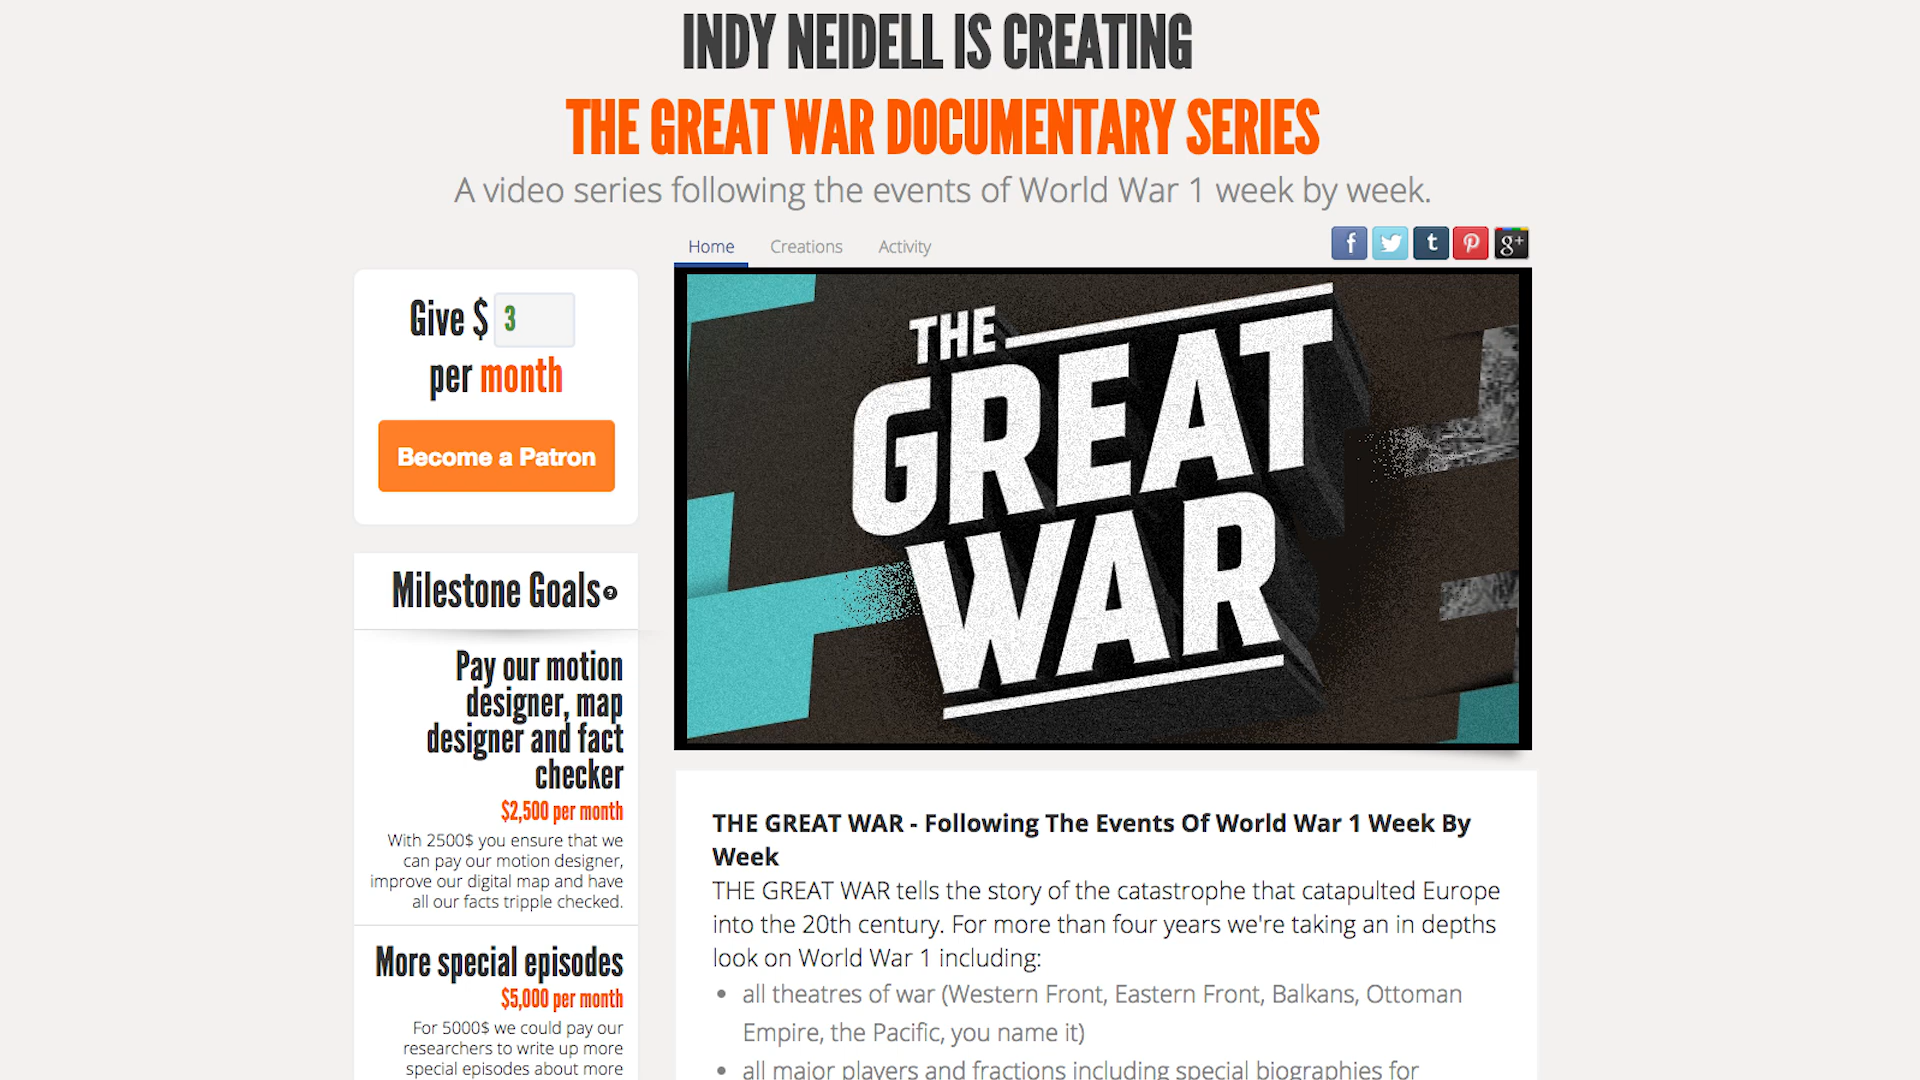 INDY NEIDELL IS CREATING
THE GREAT WAR DOCUMENTARY SERIES
A video series following the events of World War 1 week by week.
Home Creations Activity
f t P g+
Give $ 3
per month
Become a Patron
Milestone Goals ?
Pay our motion
designer, map
designer and fact
checker
$2,500 per month
With 2500$ you ensure that we
can pay our motion designer,
improve our digital map and have
all our facts tripple checked.
More special episodes
$5,000 per month
For 5000$ we could pay our
researchers to write up more
special episodes about more
THE
GREAT
WAR
THE GREAT WAR - Following The Events Of World War 1 Week By
Week
THE GREAT WAR tells the story of the catastrophe that catapulted Europe
into the 20th century. For more than four years we're taking an in depths
look on World War 1 including:
• all theatres of war (Western Front, Eastern Front, Balkans, Ottoman
Empire, the Pacific, you name it)
• all major players and fractions including special biographies for